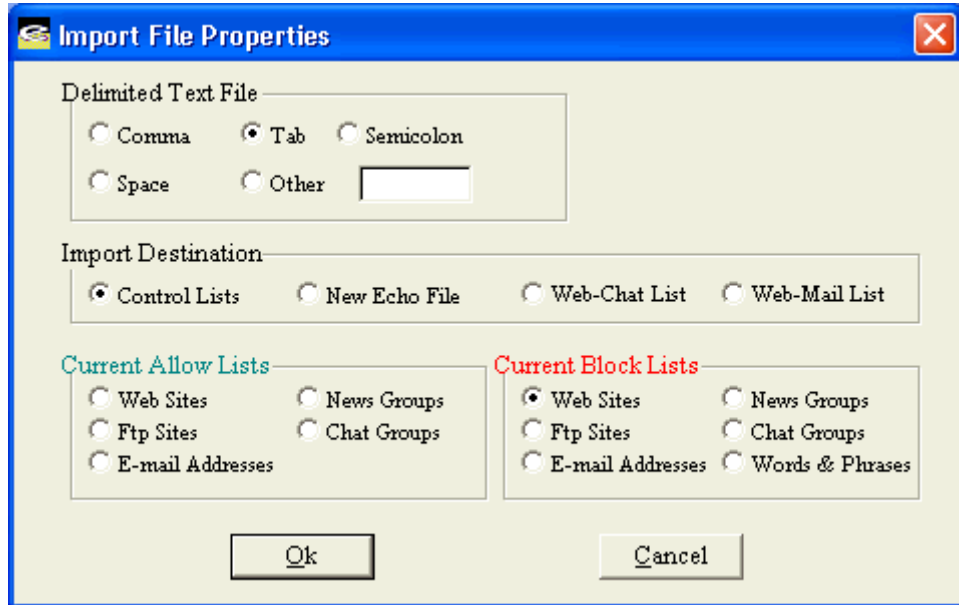 Import File Properties
Delimited Text File
Comma Tab Semicolon
Space Other
Import Destination
Control Lists New Echo File Web-Chat List Web-Mail List
Current Allow Lists
Web Sites News Groups
Ftp Sites Chat Groups
E-mail Addresses
Current Block Lists
Web Sites News Groups
Ftp Sites Chat Groups
E-mail Addresses Words & Phrases
Ok Cancel